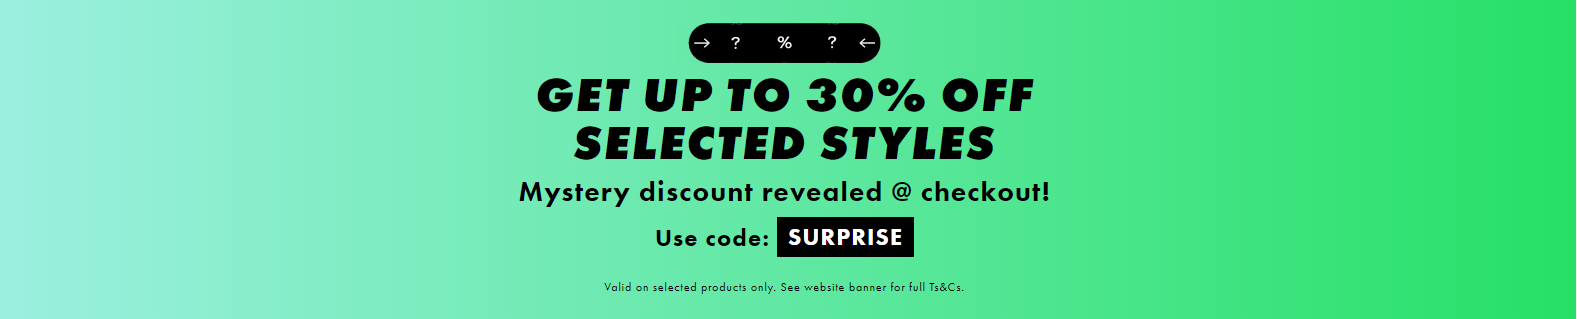 → ? % ? ←
GET UP TO 30% OFF
SELECTED STYLES
Mystery discount revealed @ checkout!
Use code: SURPRISE
Valid on selected products only. See website banner for full Ts&Cs.